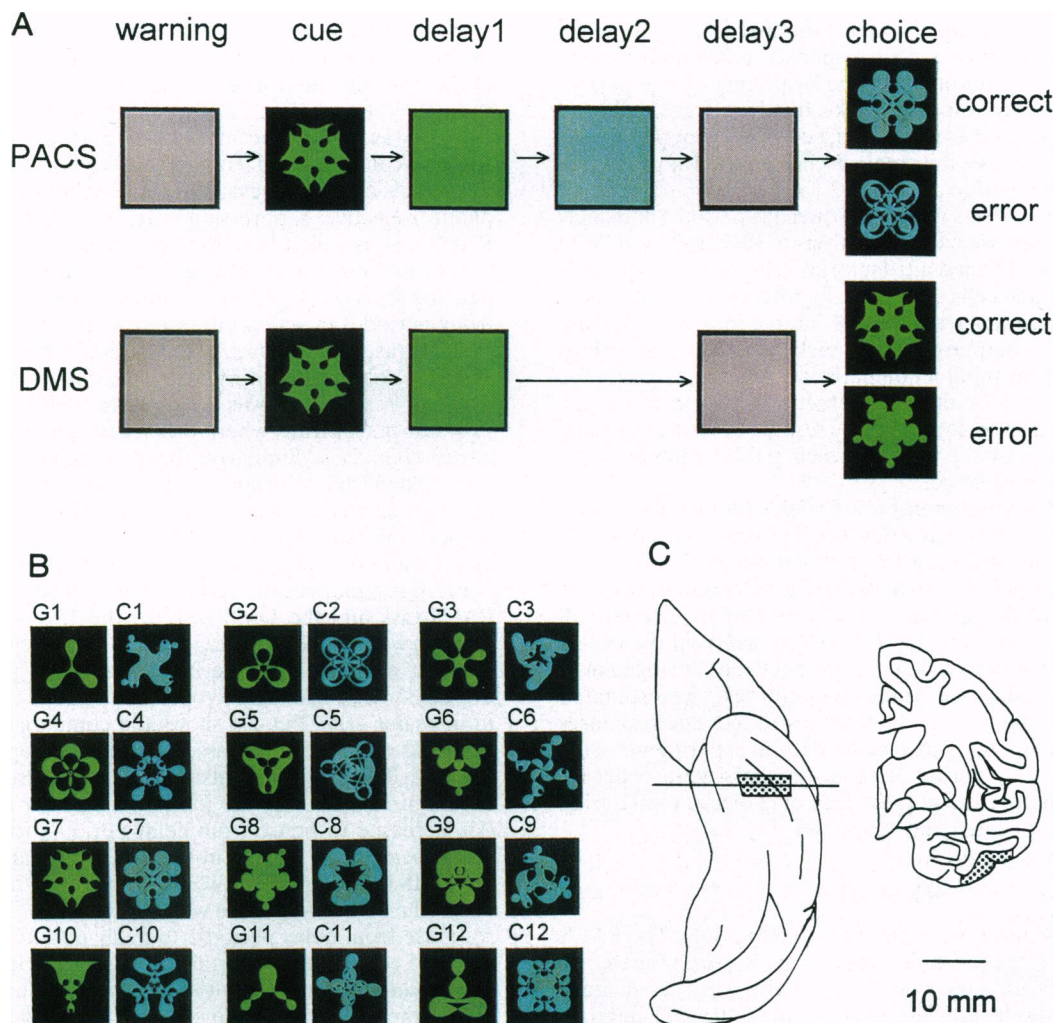 A
warning cue delay1 delay2 delay3 choice
PACS
correct
error
DMS
correct
error
B
G1 C1 G2 C2 G3 C3
G4 C4 G5 C5 G6 C6
G7 C7 G8 C8 G9 C9
G10 C10 G11 C11 G12 C12
C
10 mm